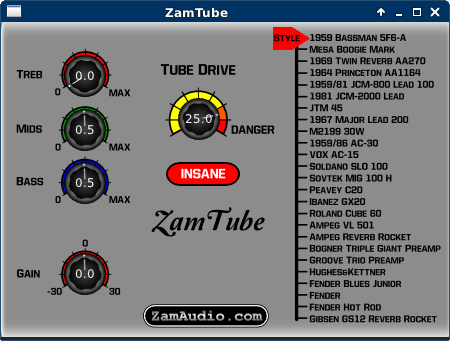 ZamTube
TREB
0.0
0
MAX
MIDS
0.5
0
MAX
BASS
0.5
0
MAX
GAIN
0
0.0
-30
30
TUBE DRIVE
25.0
DANGER
INSANE
ZamTube
ZamAudio.com
STYLE
1959 BASSMAN 5F6-A
MESA BOOGIE MARK
1969 TWIN REVERB AA270
1964 PRINCETON AA1164
1959/81 JCM-800 LEAD 100
1981 JCM-2000 LEAD
JTM 45
1967 MAJOR LEAD 200
M2199 30W
1959/86 AC-30
VOX AC-15
SOLDANO SLO 100
SOVTEK MIG 100 H
PEAVEY C20
IBANEZ GX20
ROLAND CUBE 60
AMPEG VL 501
AMPEG REVERB ROCKET
BOGNER TRIPLE GIANT PREAMP
GROOVE TRIO PREAMP
HUGHES&KETTNER
FENDER BLUES JUNIOR
FENDER
FENDER HOT ROD
GIBSEN GS12 REVERB ROCKET